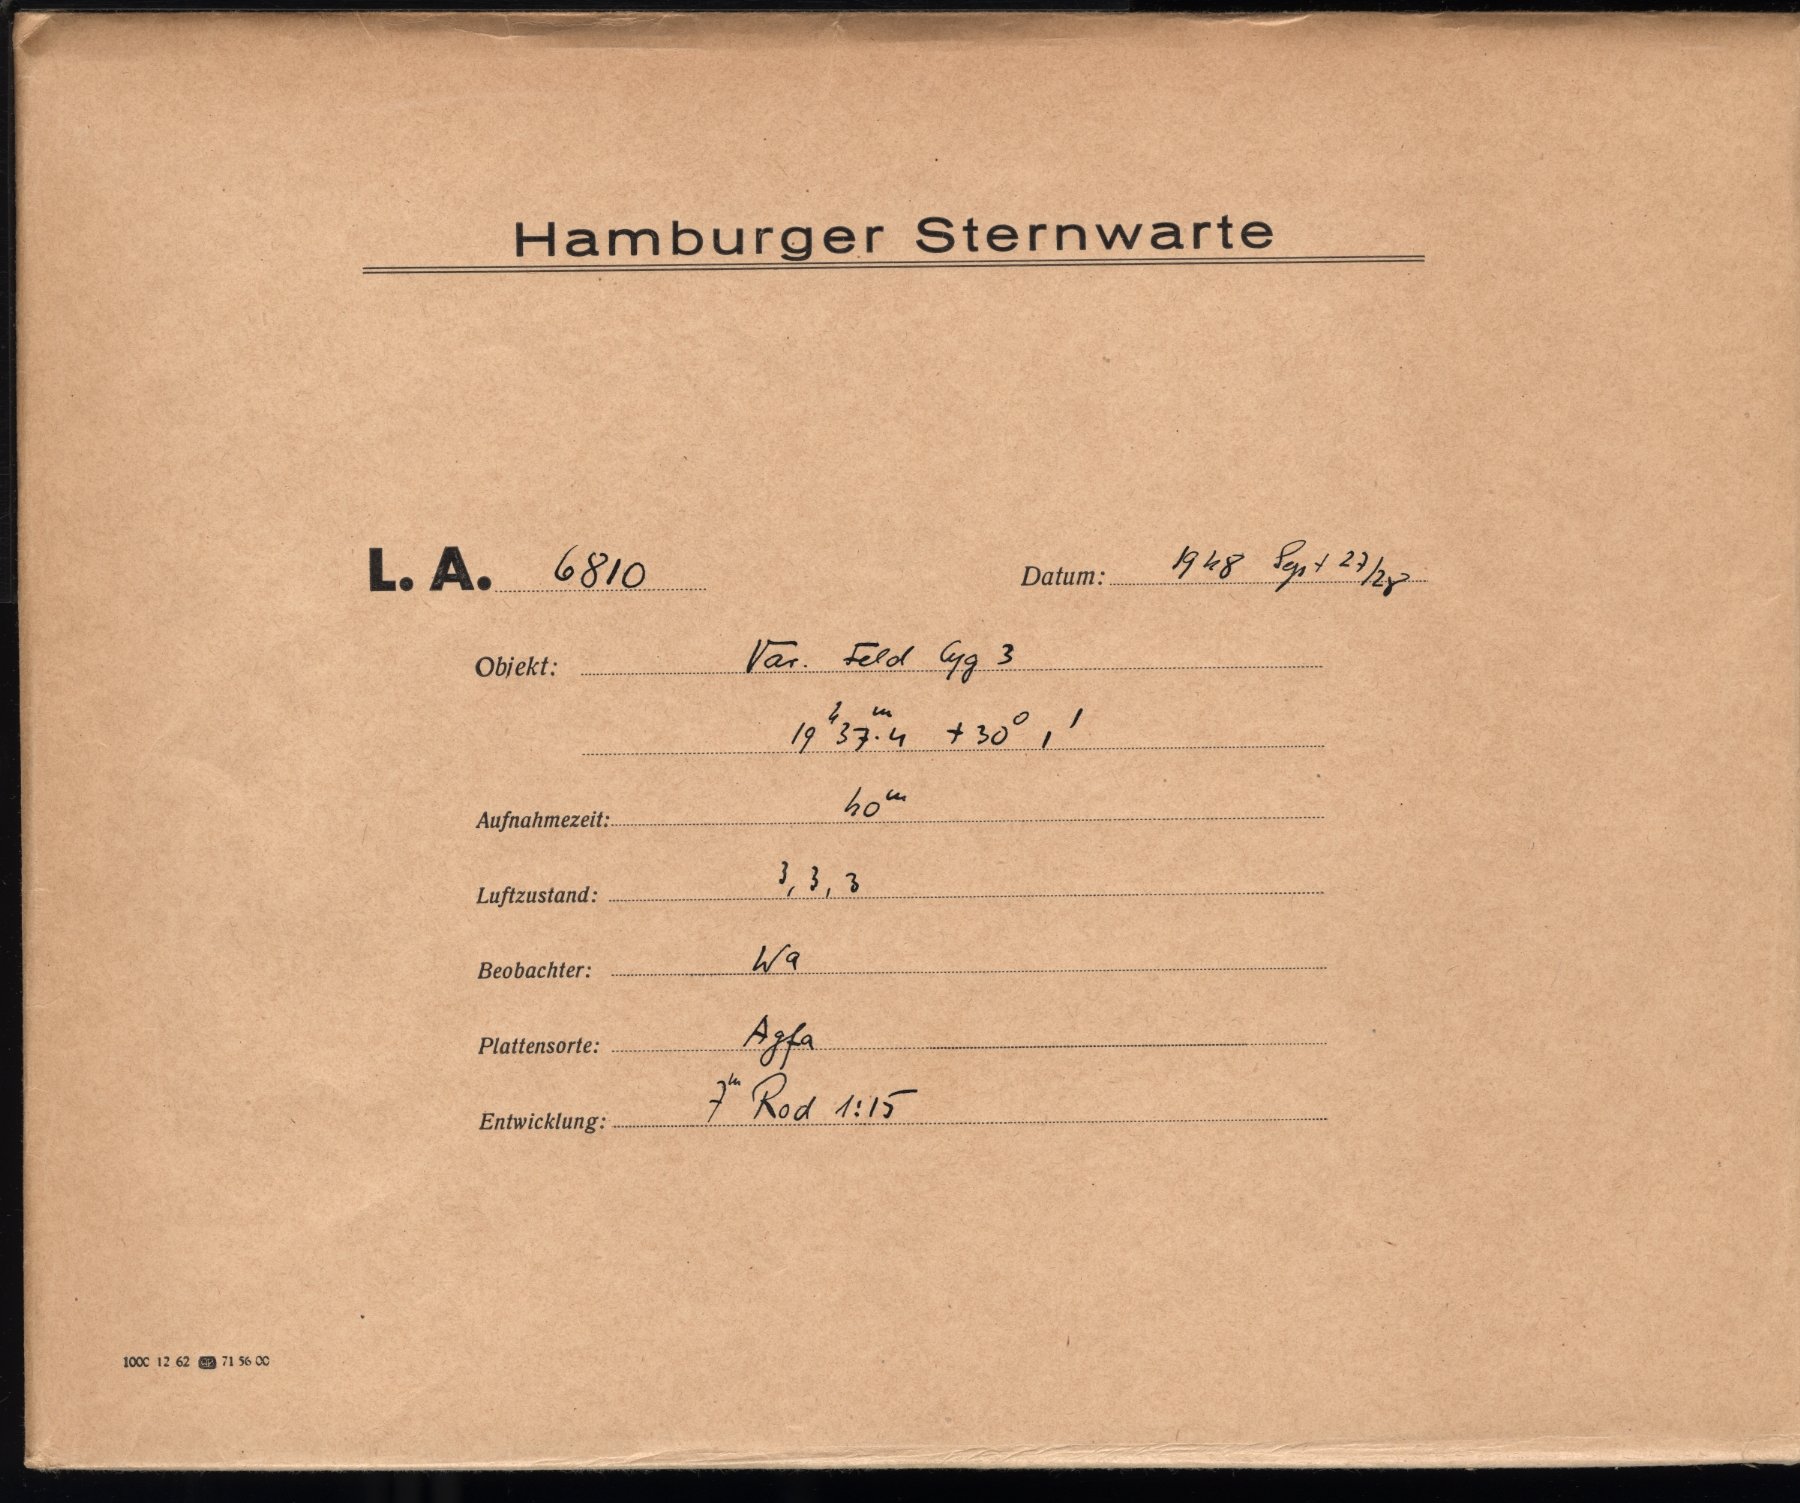 Hamburger Sternwarte
L. A. 6810 Datum: 1948 Sept 27/28
Objekt: Var. Feld Cyg 3
19ʰ 37ᵐ.4 +30° 1'
Aufnahmezeit: 40ᵐ
Luftzustand: 3, 3, 3
Beobachter: Wa
Plattensorte: Agfa
Entwicklung: 7ᵐ Rod 1:15
1000 12 62 71 56 00